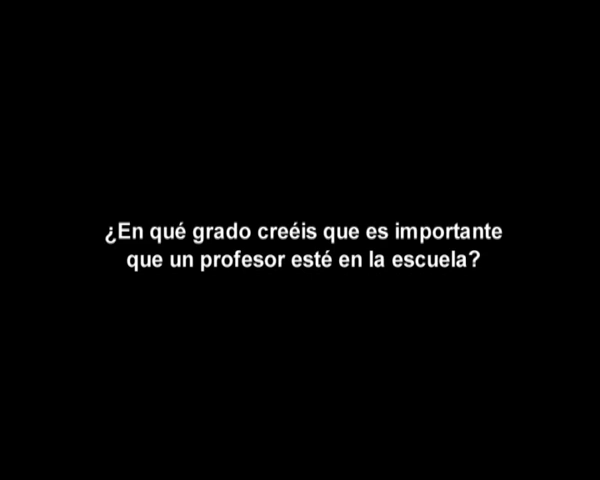 ¿En qué grado creéis que es importante
que un profesor esté en la escuela?